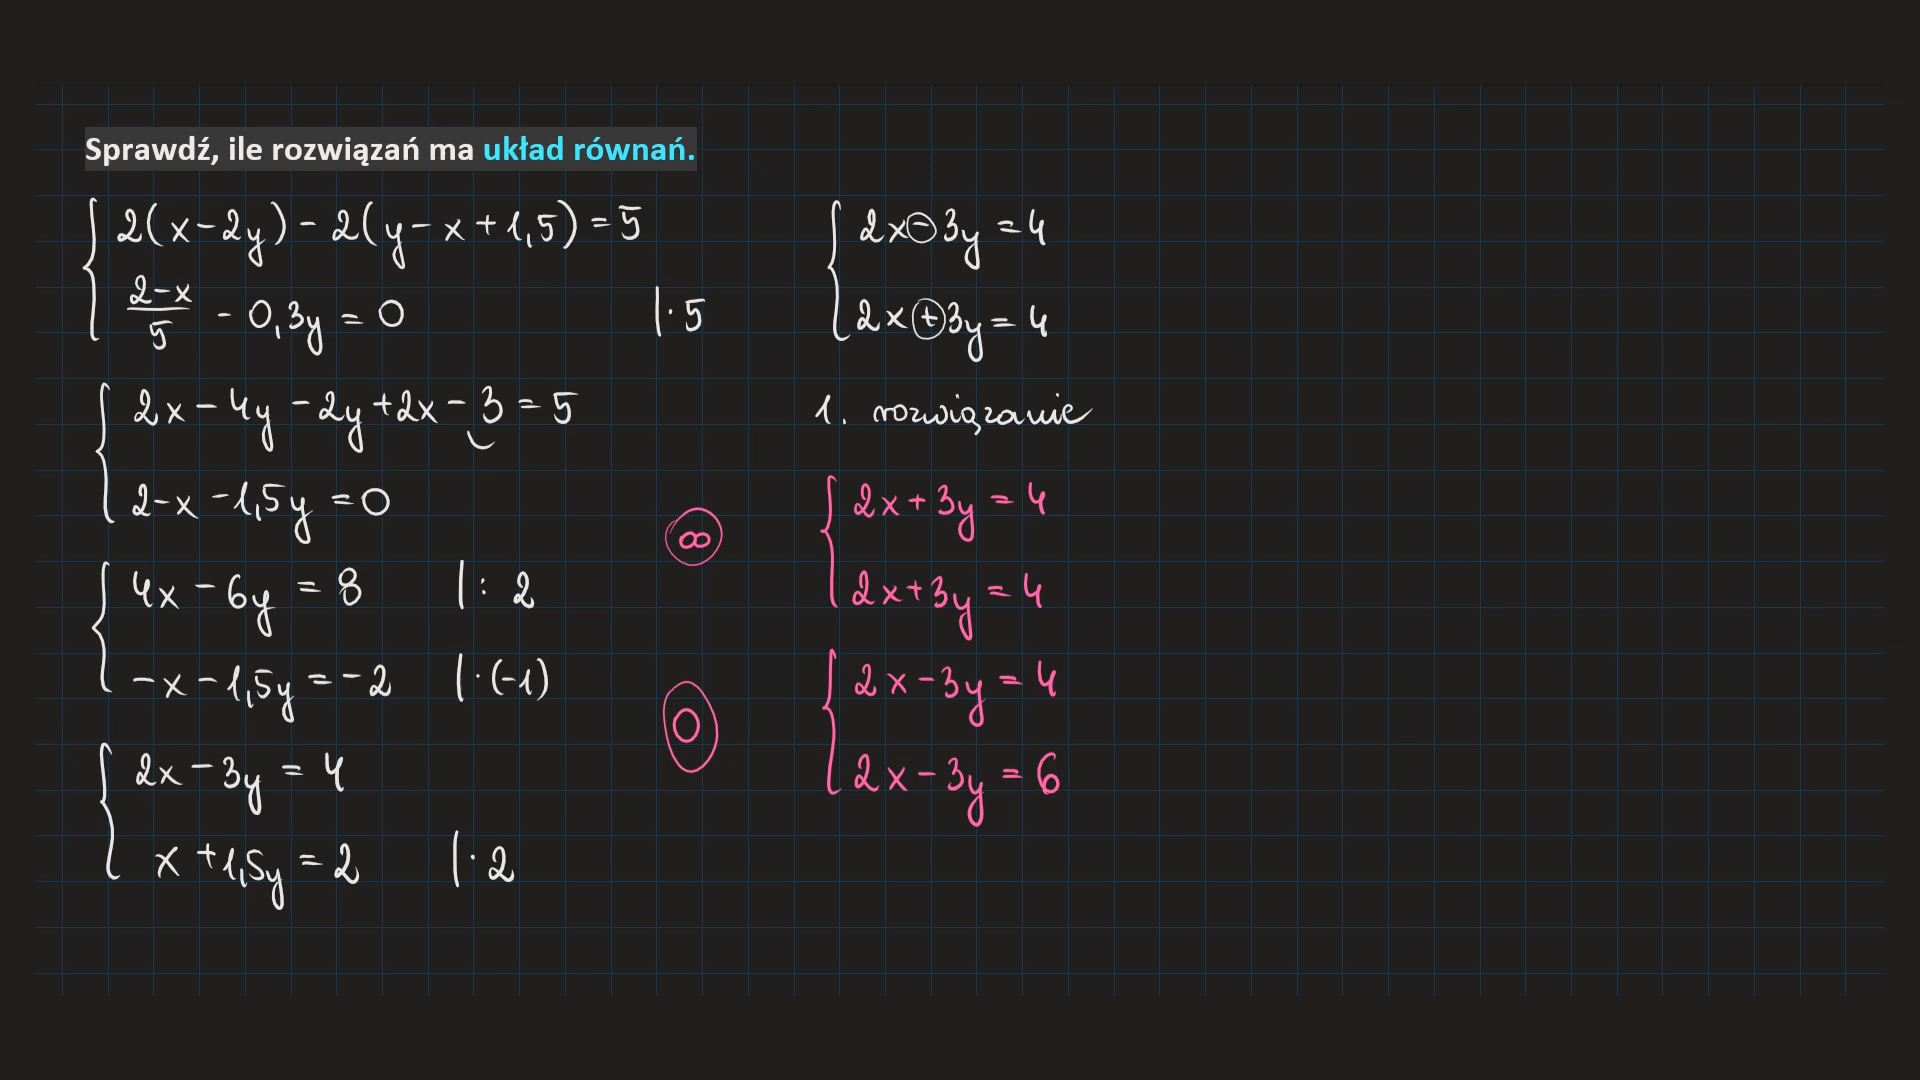 Sprawdź, ile rozwiązań ma układ równań.
2(x-2y) - 2(y-x+1,5) = 5
2-x/5 - 0,3y = 0 |·5
2x - 4y - 2y + 2x - 3 = 5
2-x - 1,5y = 0
4x - 6y = 8 |: 2
-x - 1,5y = -2 |·(-1)
2x - 3y = 4
x + 1,5y = 2 |· 2
2x - 3y = 4
2x + 3y = 4
1. rozwiązanie
∞
2x + 3y = 4
2x + 3y = 4
0
2x - 3y = 4
2x - 3y = 6